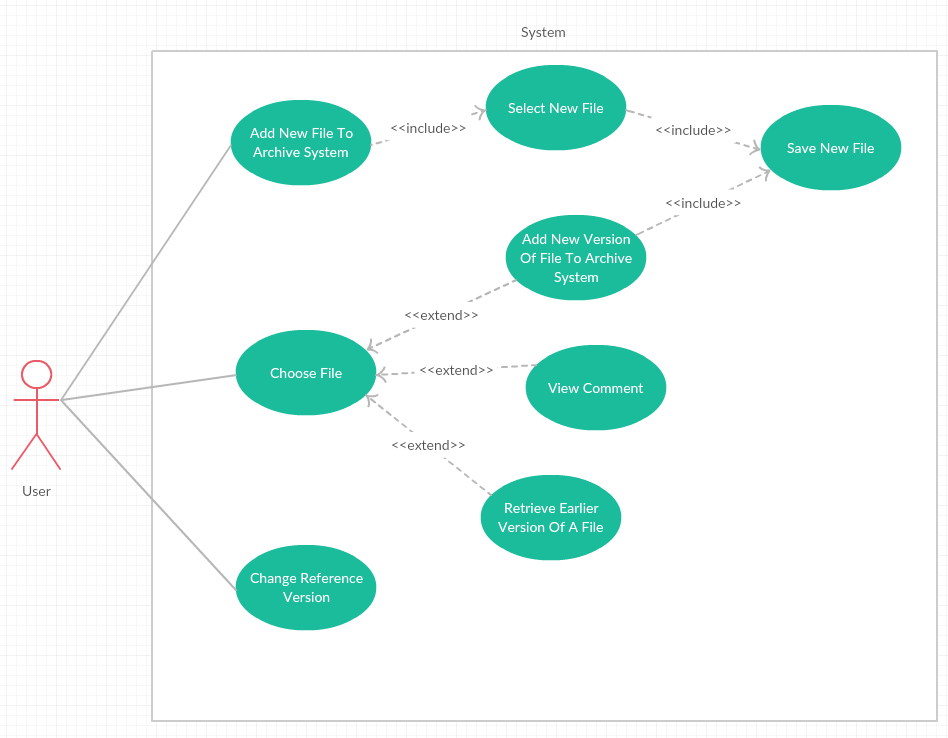 System
Select New File
Add New File To
Archive System
<<include>>
<<include>>
Save New File
<<include>>
Add New Version
Of File To Archive
System
<<extend>>
Choose File
<<extend>>
View Comment
<<extend>>
User
Retrieve Earlier
Version Of A File
Change Reference
Version